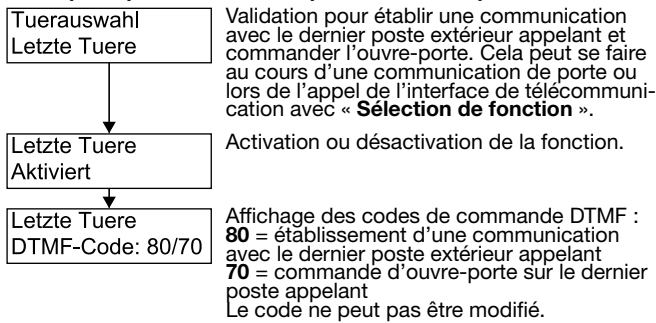 Tuerauswahl
Letzte Tuere
Validation pour établir une communication
avec le dernier poste extérieur appelant et
commander l'ouvre-porte. Cela peut se faire
au cours d'une communication de porte ou
lors de l'appel de l'interface de télécommuni-
cation avec « Sélection de fonction ».
Letzte Tuere
Aktiviert
Activation ou désactivation de la fonction.
Letzte Tuere
DTMF-Code: 80/70
Affichage des codes de commande DTMF :
80 = établissement d'une communication
avec le dernier poste extérieur appelant
70 = commande d'ouvre-porte sur le dernier
poste appelant
Le code ne peut pas être modifié.